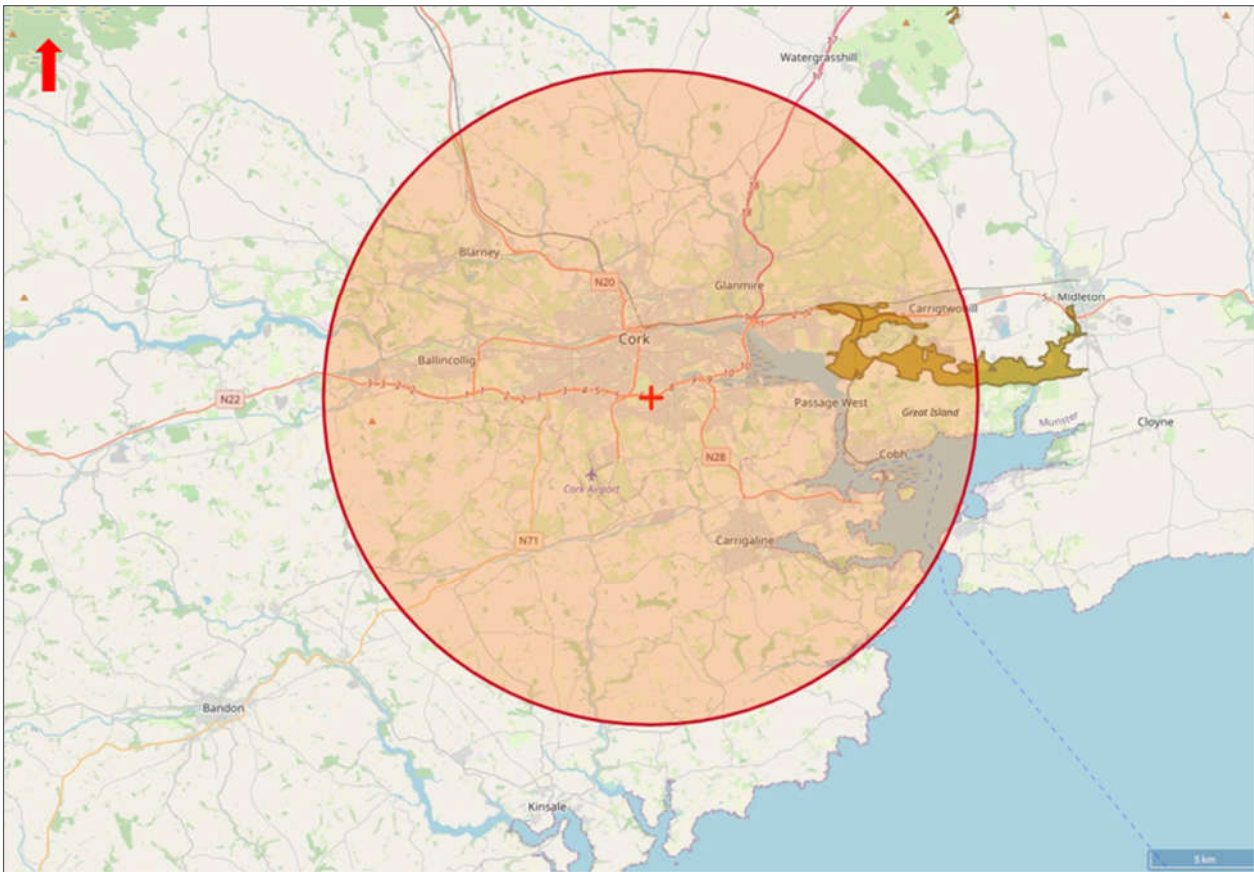 Watergrasshill
Blarney
N20
Glanmire
Midleton
Carrigtwohill
Cork
Ballincollig
N22
Passage West
Great Island
Munster
Cloyne
Cobh
N28
Cork Airport
N71
Carrigaline
Bandon
Kinsale
5 km